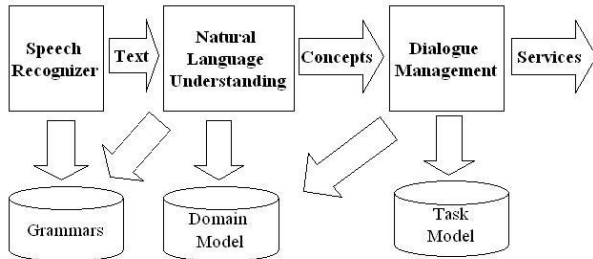 Speech
Recognizer
Text
Natural
Language
Understanding
Concepts
Dialogue
Management
Services
Grammars
Domain
Model
Task
Model